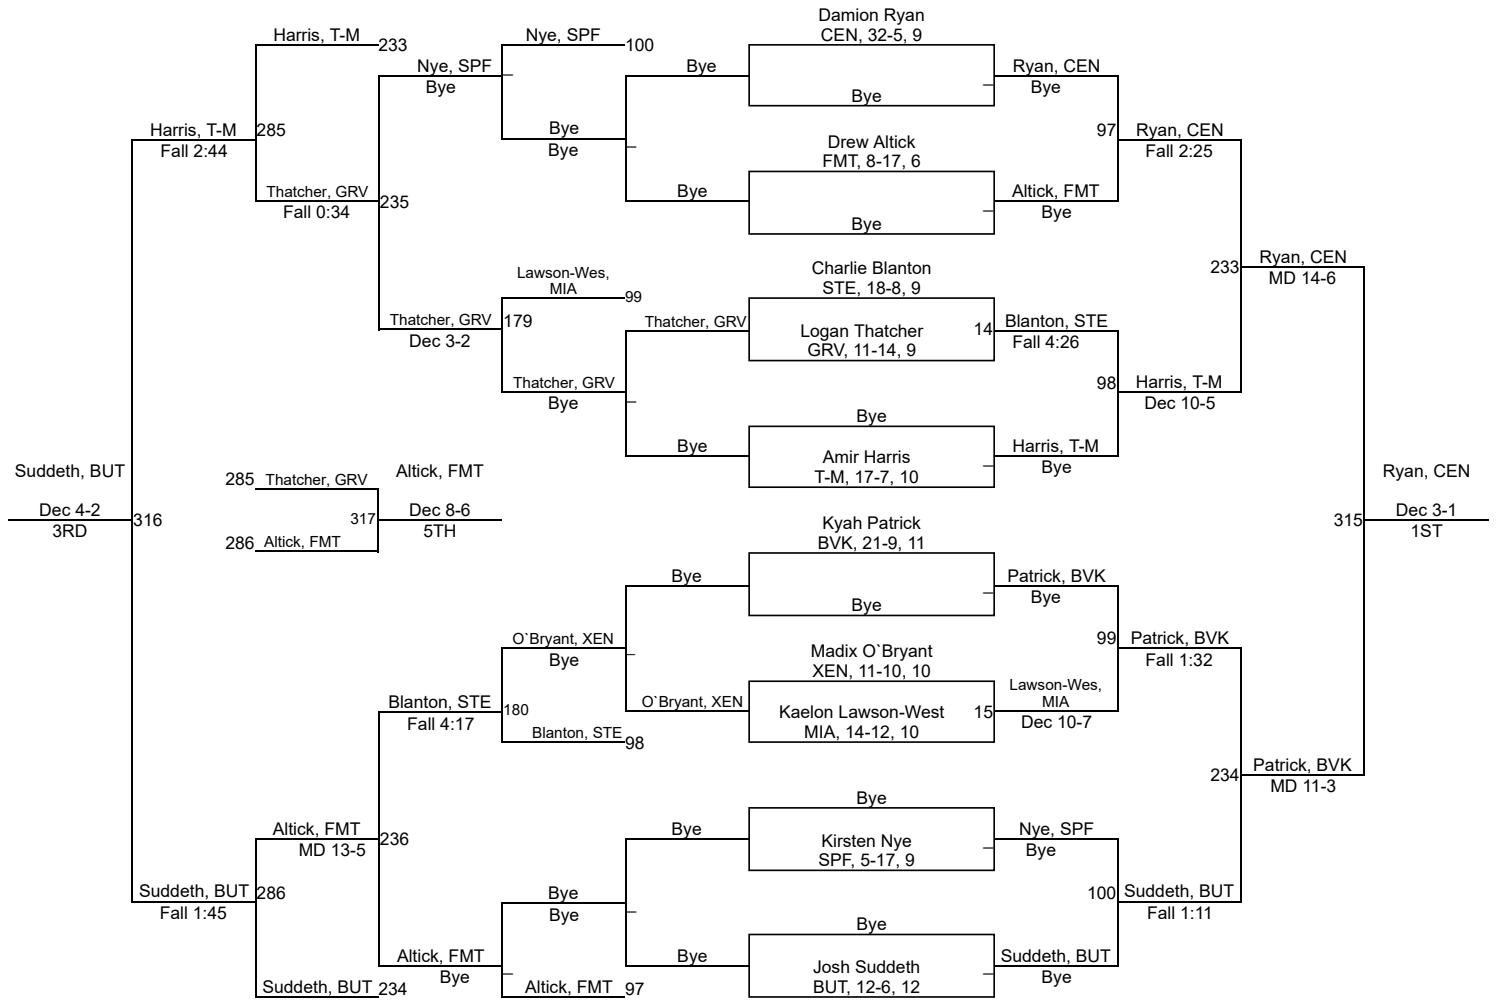 Damion Ryan
CEN, 32-5, 9
Bye
Drew Altick
FMT, 8-17, 6
Bye
Charlie Blanton
STE, 18-8, 9
Logan Thatcher
GRV, 11-14, 9
14
Bye
Amir Harris
T-M, 17-7, 10
Kyah Patrick
BVK, 21-9, 11
Bye
Madix O`Bryant
XEN, 11-10, 10
Kaelon Lawson-West
MIA, 14-12, 10
15
Bye
Kirsten Nye
SPF, 5-17, 9
Bye
Josh Suddeth
BUT, 12-6, 12
Ryan, CEN
Bye
97
Altick, FMT
Bye
Blanton, STE
Fall 4:26
98
Harris, T-M
Bye
Patrick, BVK
Bye
99
Lawson-Wes,
MIA
Dec 10-7
Nye, SPF
Bye
100
Suddeth, BUT
Bye
Ryan, CEN
Fall 2:25
233
Harris, T-M
Dec 10-5
Patrick, BVK
Fall 1:32
234
Suddeth, BUT
Fall 1:11
Ryan, CEN
MD 14-6
315
Patrick, BVK
MD 11-3
Ryan, CEN
Dec 3-1
1ST
Bye
Bye
Thatcher, GRV
Bye
Bye
O`Bryant, XEN
Bye
Bye
Nye, SPF
100
Bye
Bye
Lawson-Wes,
MIA
99
179
Thatcher, GRV
Bye
O`Bryant, XEN
Bye
180
Blanton, STE
98
Bye
Bye
Altick, FMT
97
Nye, SPF
Bye
235
Thatcher, GRV
Dec 3-2
Blanton, STE
Fall 4:17
236
Altick, FMT
Bye
Harris, T-M
233
285
Thatcher, GRV
Fall 0:34
Altick, FMT
MD 13-5
286
Suddeth, BUT
234
Harris, T-M
Fall 2:44
316
Suddeth, BUT
Fall 1:45
Suddeth, BUT
Dec 4-2
3RD
285
Thatcher, GRV
317
286
Altick, FMT
Altick, FMT
Dec 8-6
5TH